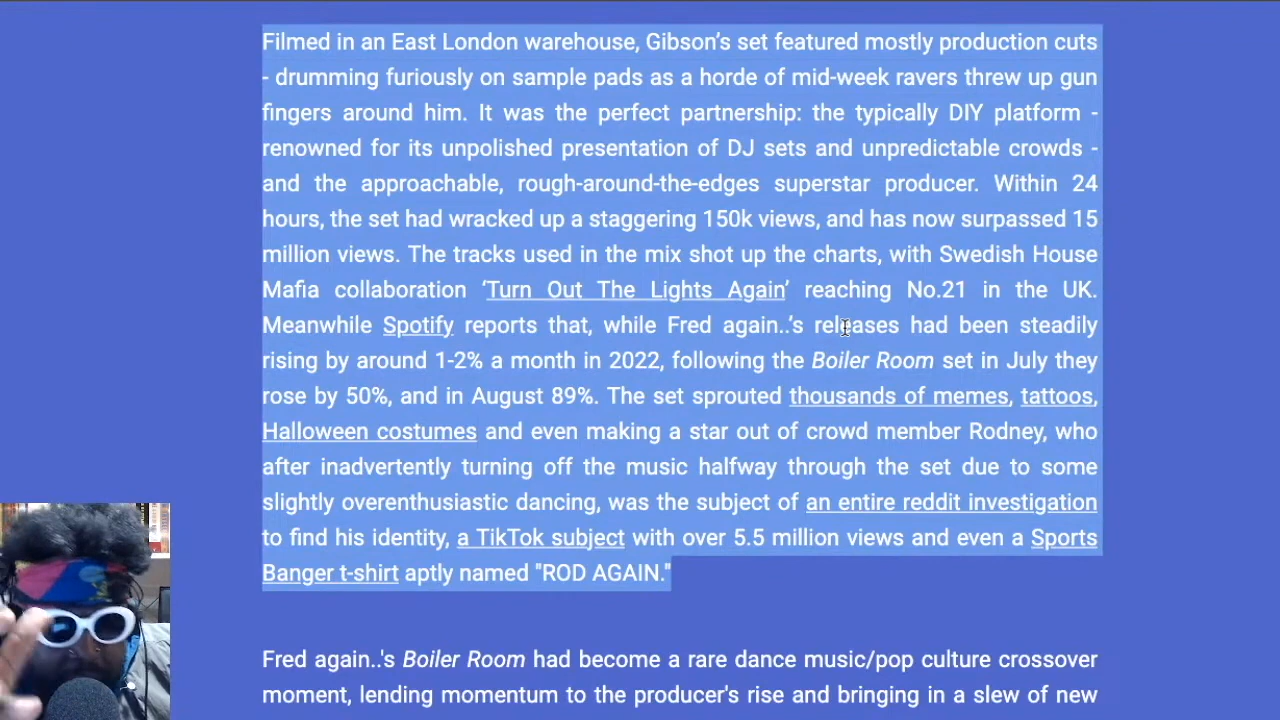 Filmed in an East London warehouse, Gibson’s set featured mostly production cuts
- drumming furiously on sample pads as a horde of mid-week ravers threw up gun
fingers around him. It was the perfect partnership: the typically DIY platform -
renowned for its unpolished presentation of DJ sets and unpredictable crowds -
and the approachable, rough-around-the-edges superstar producer. Within 24
hours, the set had wracked up a staggering 150k views, and has now surpassed 15
million views. The tracks used in the mix shot up the charts, with Swedish House
Mafia collaboration ‘Turn Out The Lights Again’ reaching No.21 in the UK.
Meanwhile Spotify reports that, while Fred again..’s releases had been steadily
rising by around 1-2% a month in 2022, following the Boiler Room set in July they
rose by 50%, and in August 89%. The set sprouted thousands of memes, tattoos,
Halloween costumes and even making a star out of crowd member Rodney, who
after inadvertently turning off the music halfway through the set due to some
slightly overenthusiastic dancing, was the subject of an entire reddit investigation
to find his identity, a TikTok subject with over 5.5 million views and even a Sports
Banger t-shirt aptly named "ROD AGAIN."
Fred again..'s Boiler Room had become a rare dance music/pop culture crossover
moment, lending momentum to the producer's rise and bringing in a slew of new